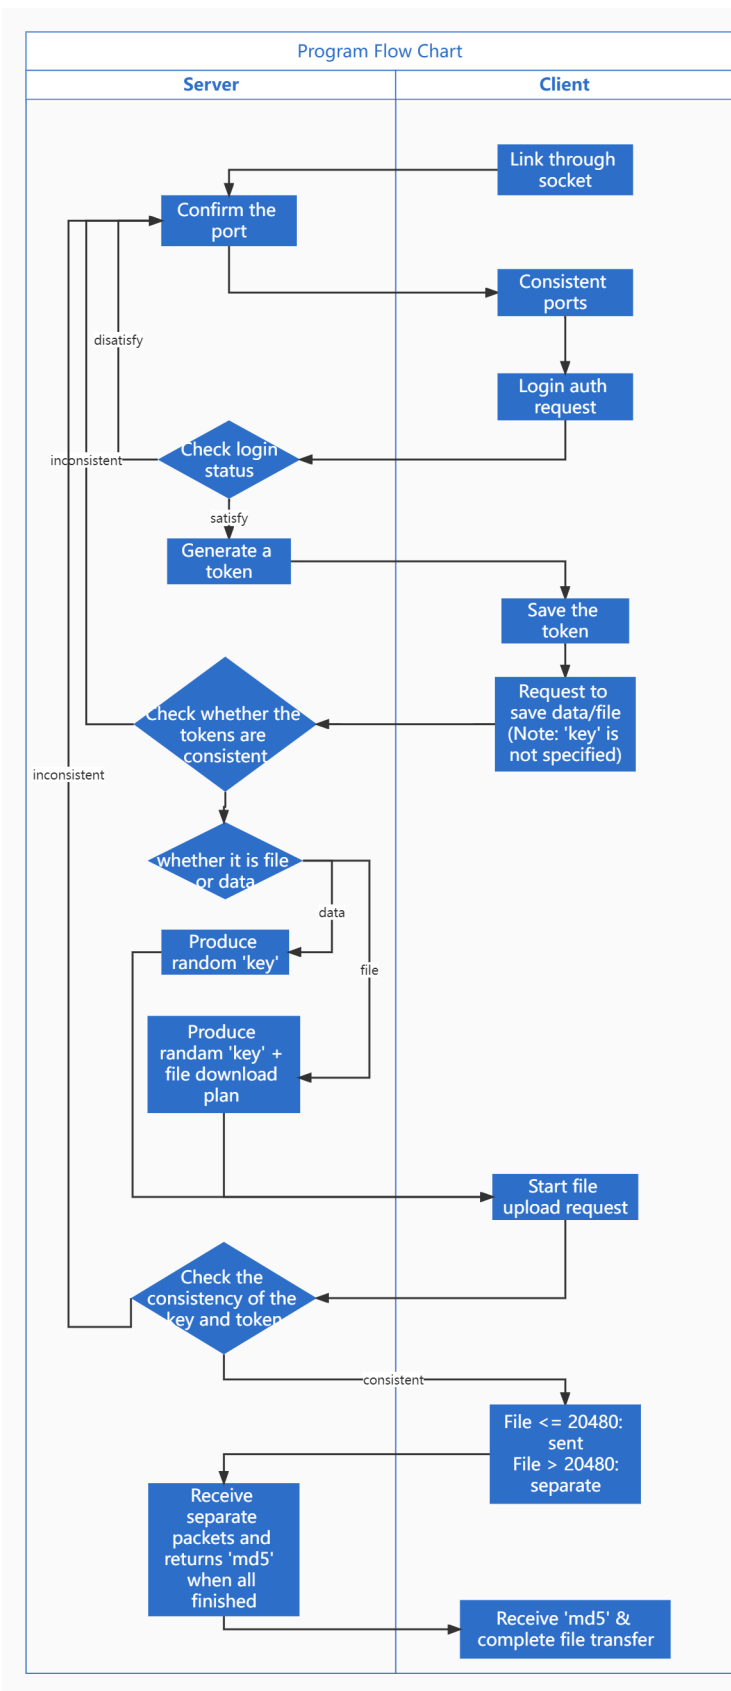 Program Flow Chart
Server
Client
Link through
socket
Confirm the
port
Consistent
ports
disatisfy
Login auth
request
Check login
status
inconsistent
satisfy
Generate a
token
Save the
token
Request to
save data/file
(Note: 'key' is
not specified)
Check whether the
tokens are
consistent
inconsistent
whether it is file
or data
data
Produce
random 'key'
file
Produce
randam 'key' +
file download
plan
Start file
upload request
Check the
consistency of the
key and token
consistent
File <= 20480:
sent
File > 20480:
separate
Receive
separate
packets and
returns 'md5'
when all
finished
Receive 'md5' &
complete file transfer